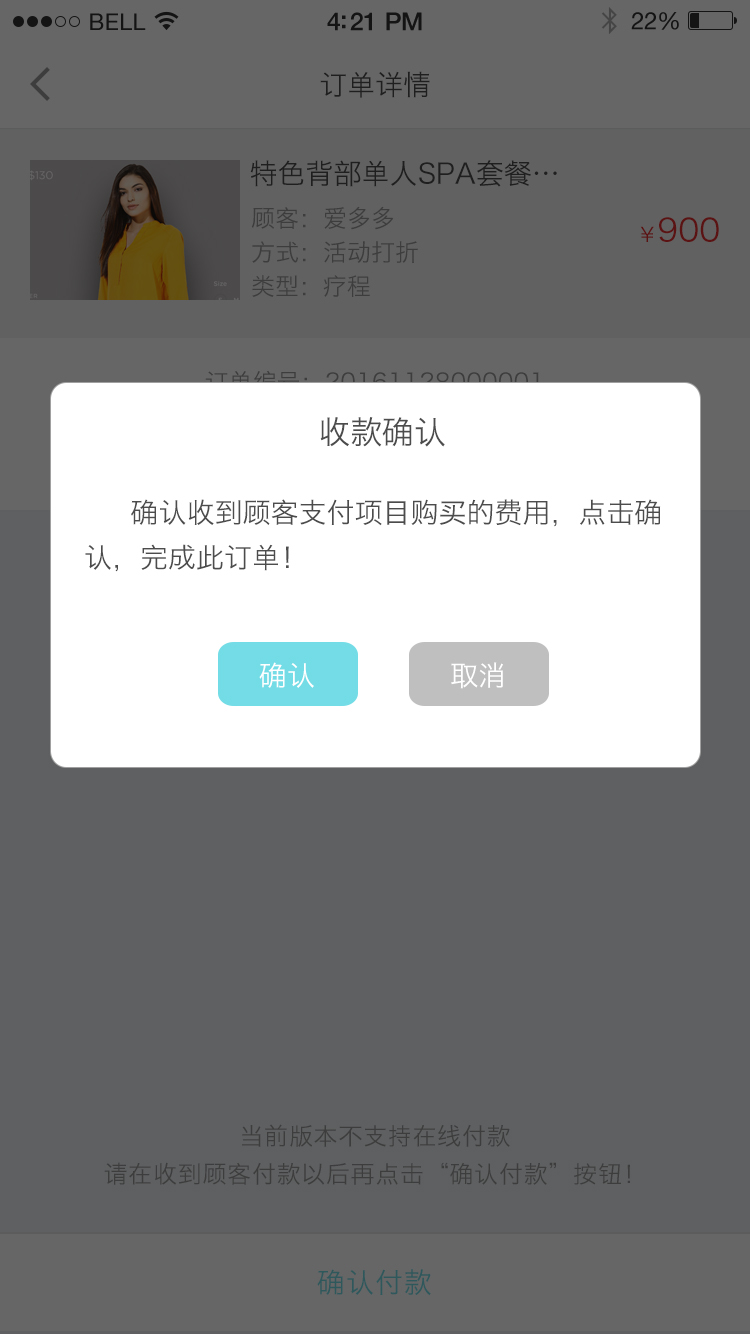 BELL 4:21 PM 22%
订单详情
$130
特色背部单人SPA套餐…
顾客：爱多多
¥900
方式：活动打折
类型：疗程
Size
订单编号：20161128000001
收款确认
确认收到顾客支付项目购买的费用，点击确
认，完成此订单！
确认 取消
当前版本不支持在线付款
请在收到顾客付款以后再点击“确认付款”按钮！
确认付款